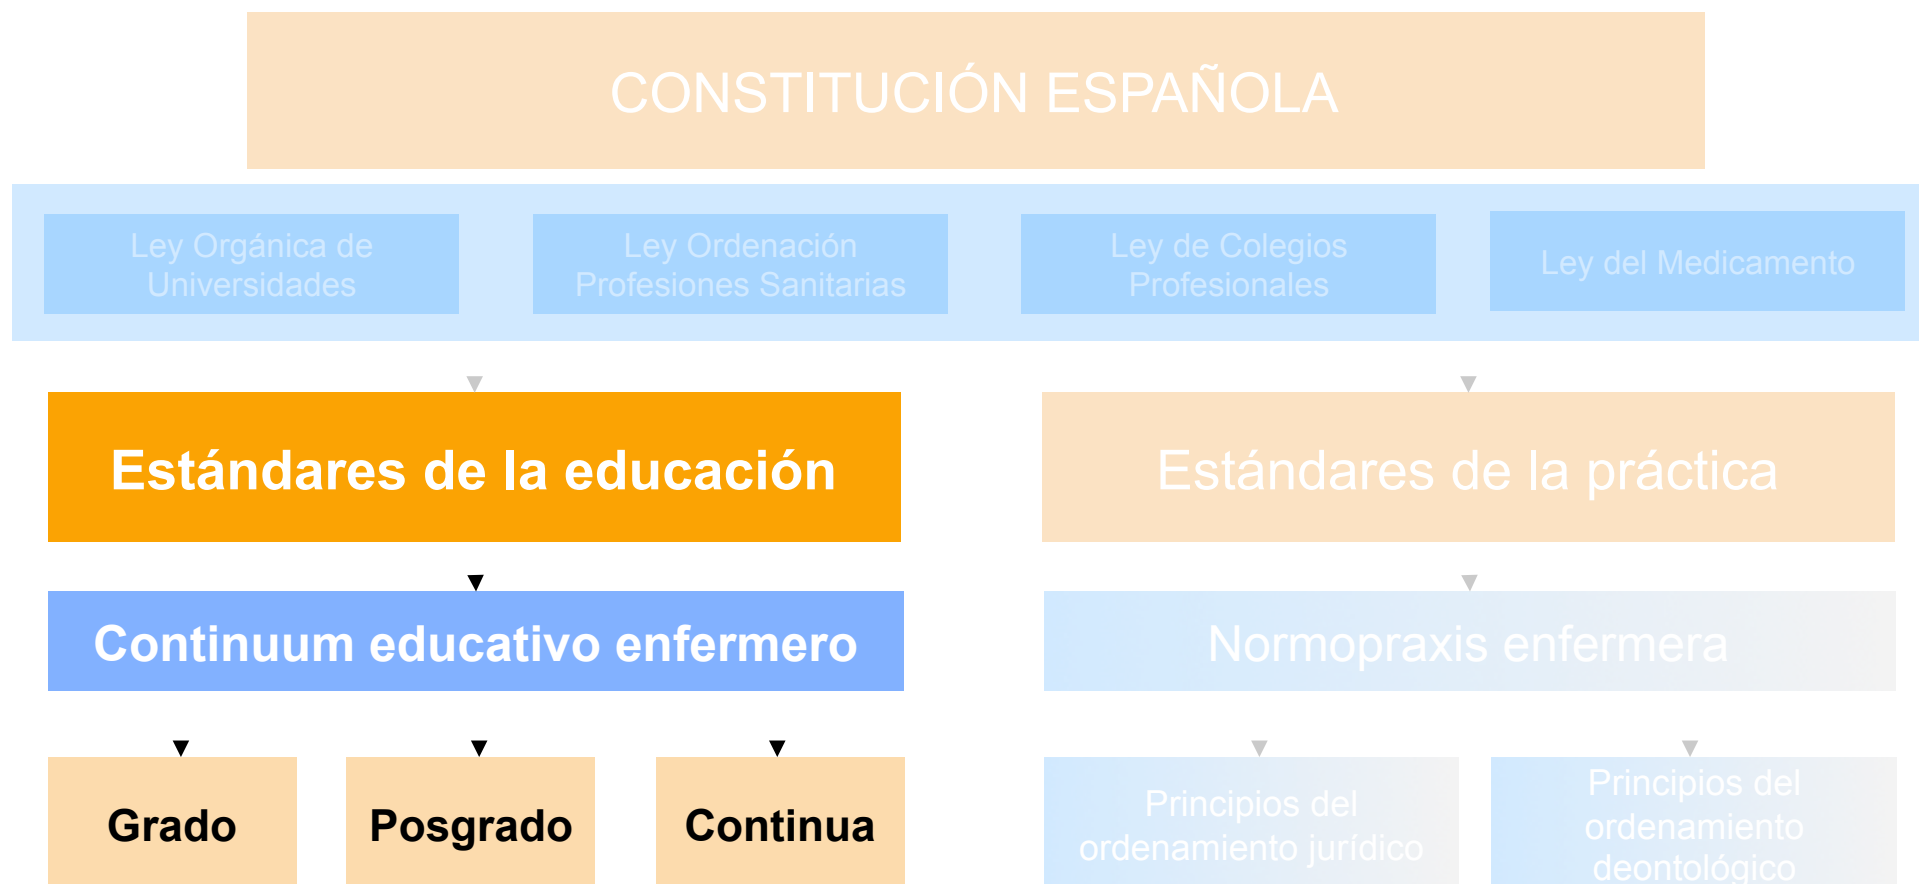 CONSTITUCIÓN ESPAÑOLA
Ley Orgánica de
Universidades
Ley Ordenación
Profesiones Sanitarias
Ley de Colegios
Profesionales
Ley del Medicamento
Estándares de la educación
Estándares de la práctica
Continuum educativo enfermero
Normopraxis enfermera
Grado
Posgrado
Continua
Principios del
ordenamiento jurídico
Principios del
ordenamiento
deontológico